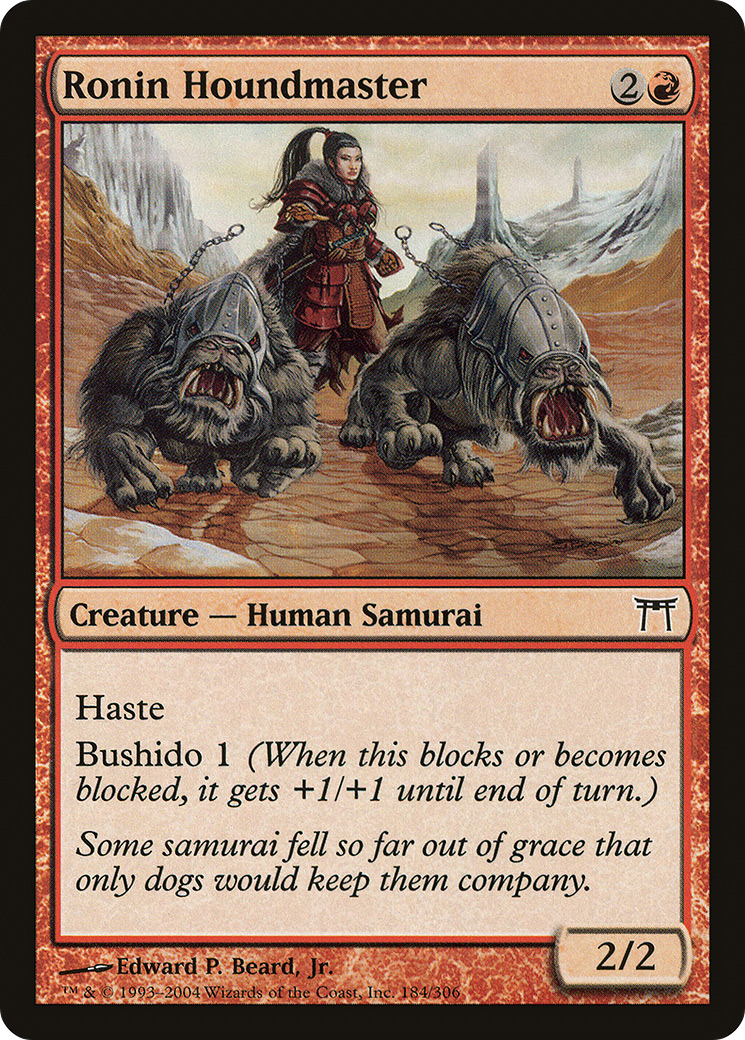 Ronin Houndmaster
2
Creature — Human Samurai
Haste
Bushido 1 (When this blocks or becomes
blocked, it gets +1/+1 until end of turn.)
Some samurai fell so far out of grace that
only dogs would keep them company.
2/2
Edward P. Beard, Jr.
™ & © 1993–2004 Wizards of the Coast, Inc. 184/306